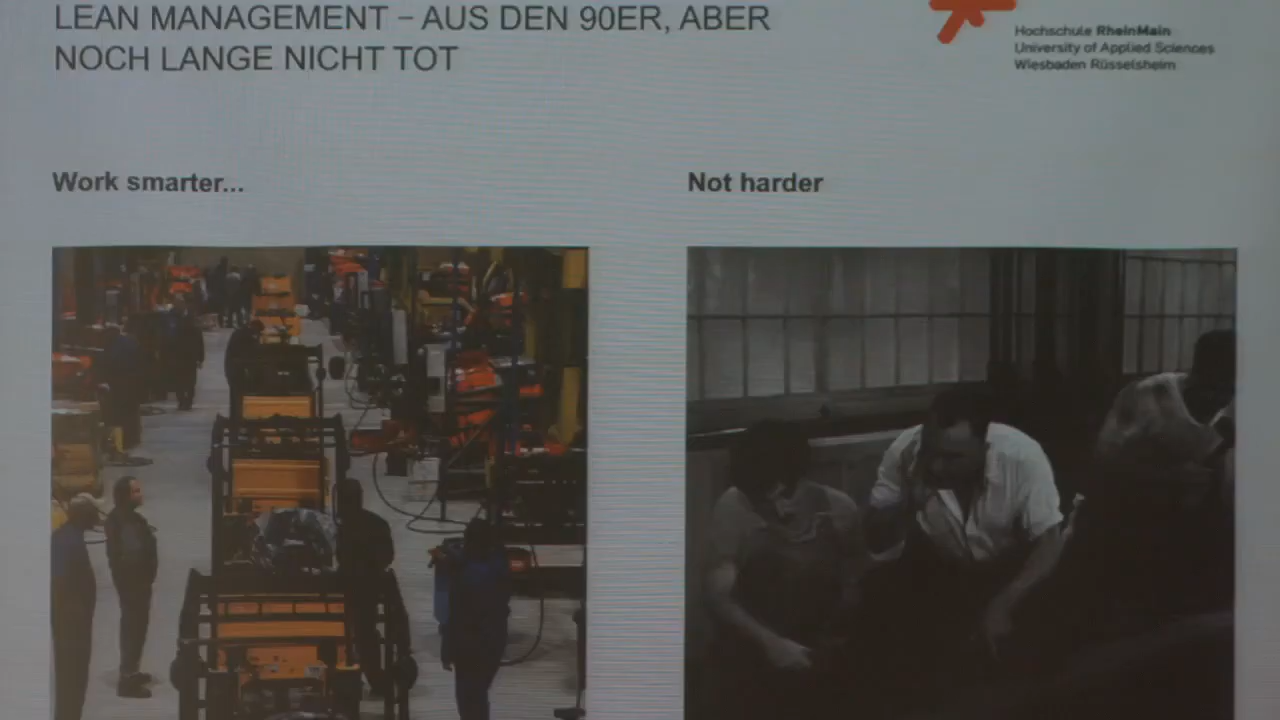 LEAN MANAGEMENT – AUS DEN 90ER, ABER
NOCH LANGE NICHT TOT
Hochschule RheinMain
University of Applied Sciences
Wiesbaden Rüsselsheim
Work smarter...
Not harder